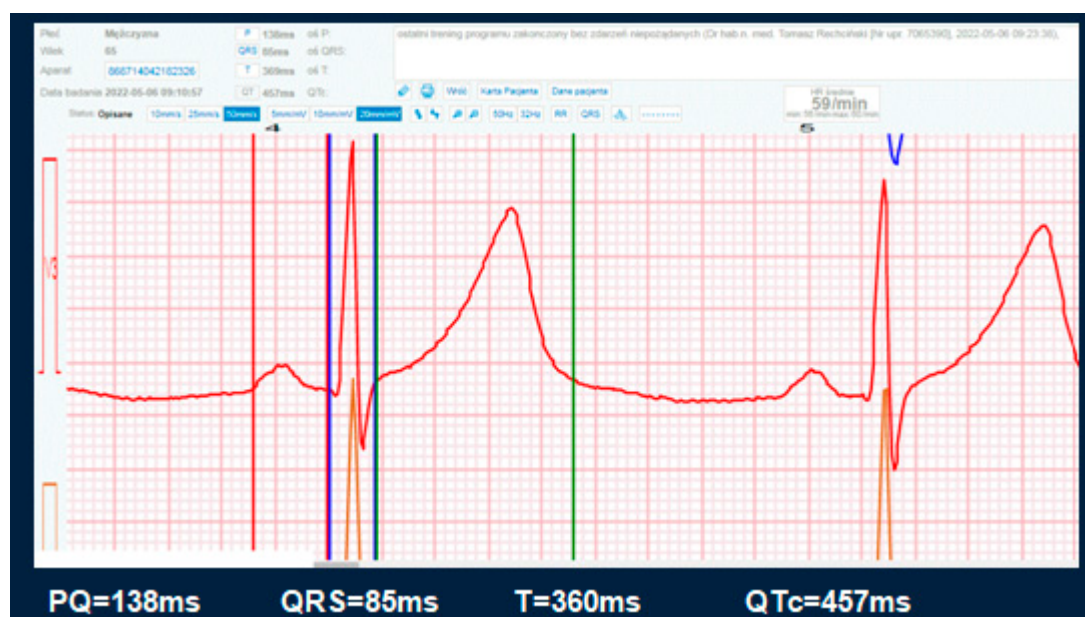 Płeć Mężczyzna P 138ms oś P:
Wiek 65 QRS 85ms oś QRS:
Aparat 866714042182326 T 369ms oś T:
Data badania 2022-05-06 09:10:57 QT 457ms QTc:
ostatni trening programu zakonczony bez zdarzeń niepożądanych (Dr hab n. med. Tomasz Rechciński [Nr upr. 7065390], 2022-05-06 09:23:38),
Wróć Karta Pacjenta Dane pacjenta
HR średnie
59/min
Status: Opisane 10mm/s 25mm/s 50mm/s 5mm/mV 10mm/mV 20mm/mV 50Hz 32Hz RR QRS
4 5
V3
PQ=138ms QRS=85ms T=360ms QTc=457ms